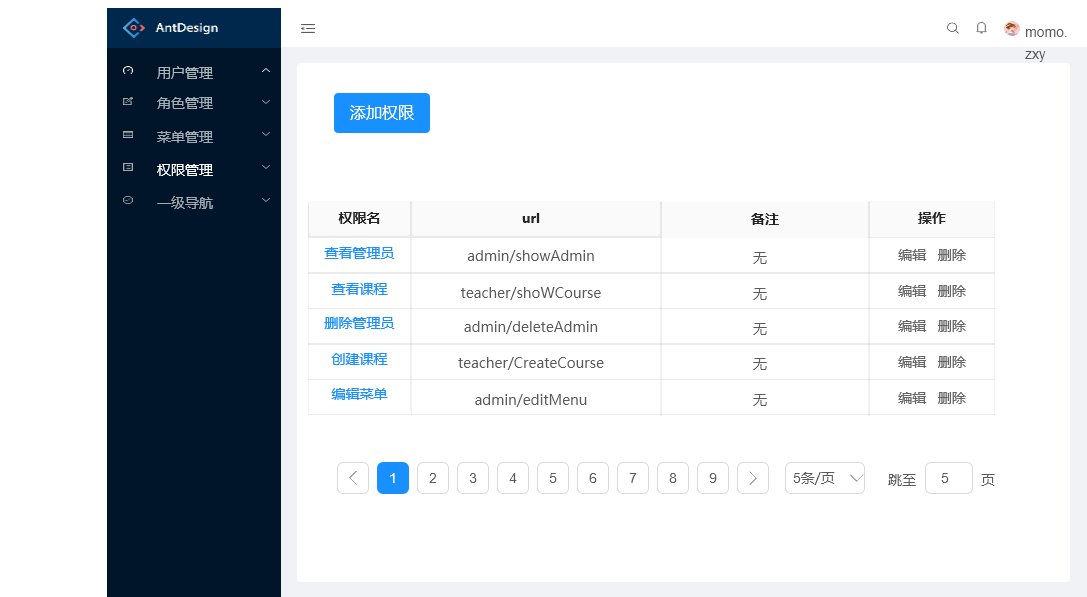 AntDesign
momo.
zxy
用户管理
角色管理
菜单管理
权限管理
一级导航
添加权限
权限名 url 备注 操作
查看管理员 admin/showAdmin 无 编辑 删除
查看课程 teacher/shoWCourse 无 编辑 删除
删除管理员 admin/deleteAdmin 无 编辑 删除
创建课程 teacher/CreateCourse 无 编辑 删除
编辑菜单 admin/editMenu 无 编辑 删除
1 2 3 4 5 6 7 8 9 5条/页 跳至 5 页